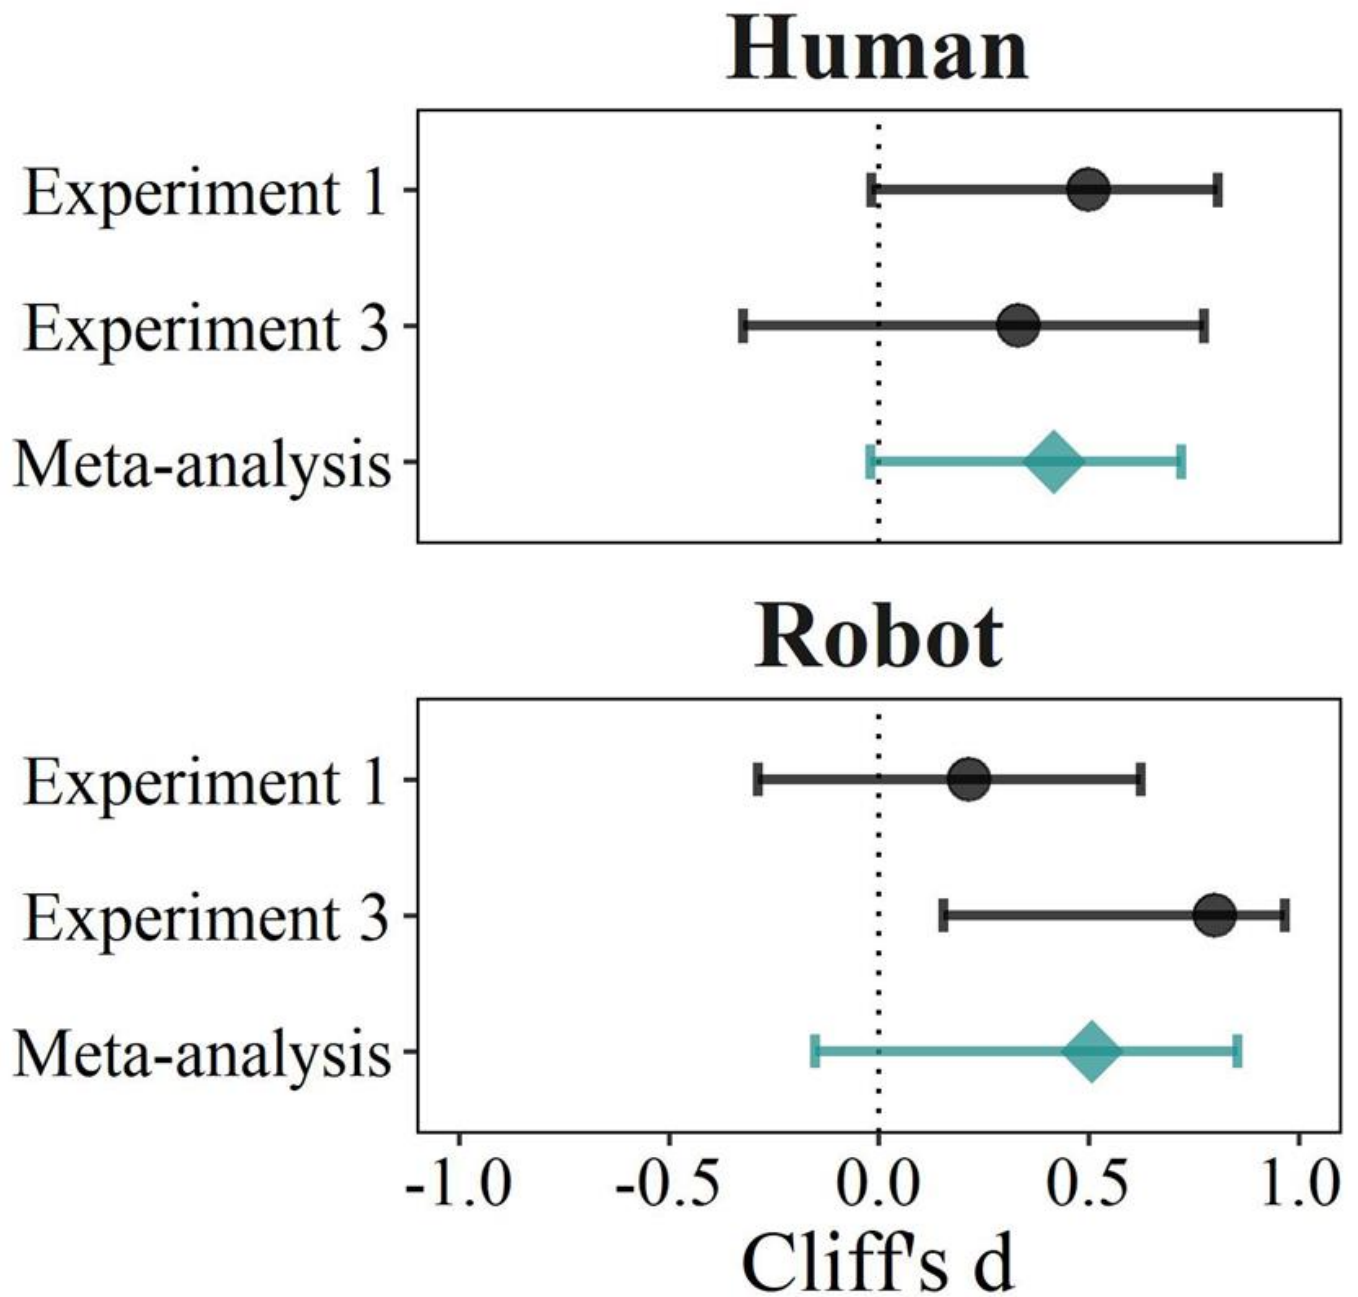 Human
Experiment 1
Experiment 3
Meta-analysis
Robot
Experiment 1
Experiment 3
Meta-analysis
-1.0 -0.5 0.0 0.5 1.0
Cliff's d